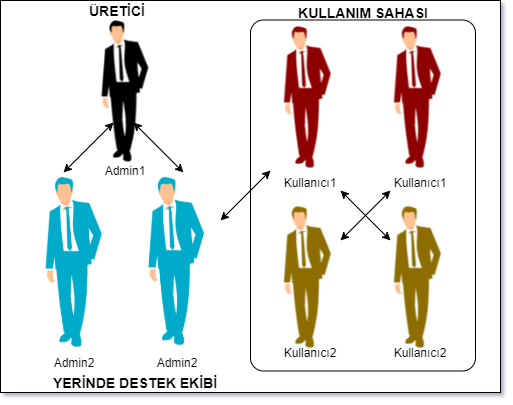 ÜRETİCİ
KULLANIM SAHASI
Admin1
Kullanıcı1
Kullanıcı1
Kullanıcı2
Kullanıcı2
Admin2
Admin2
YERİNDE DESTEK EKİBİ